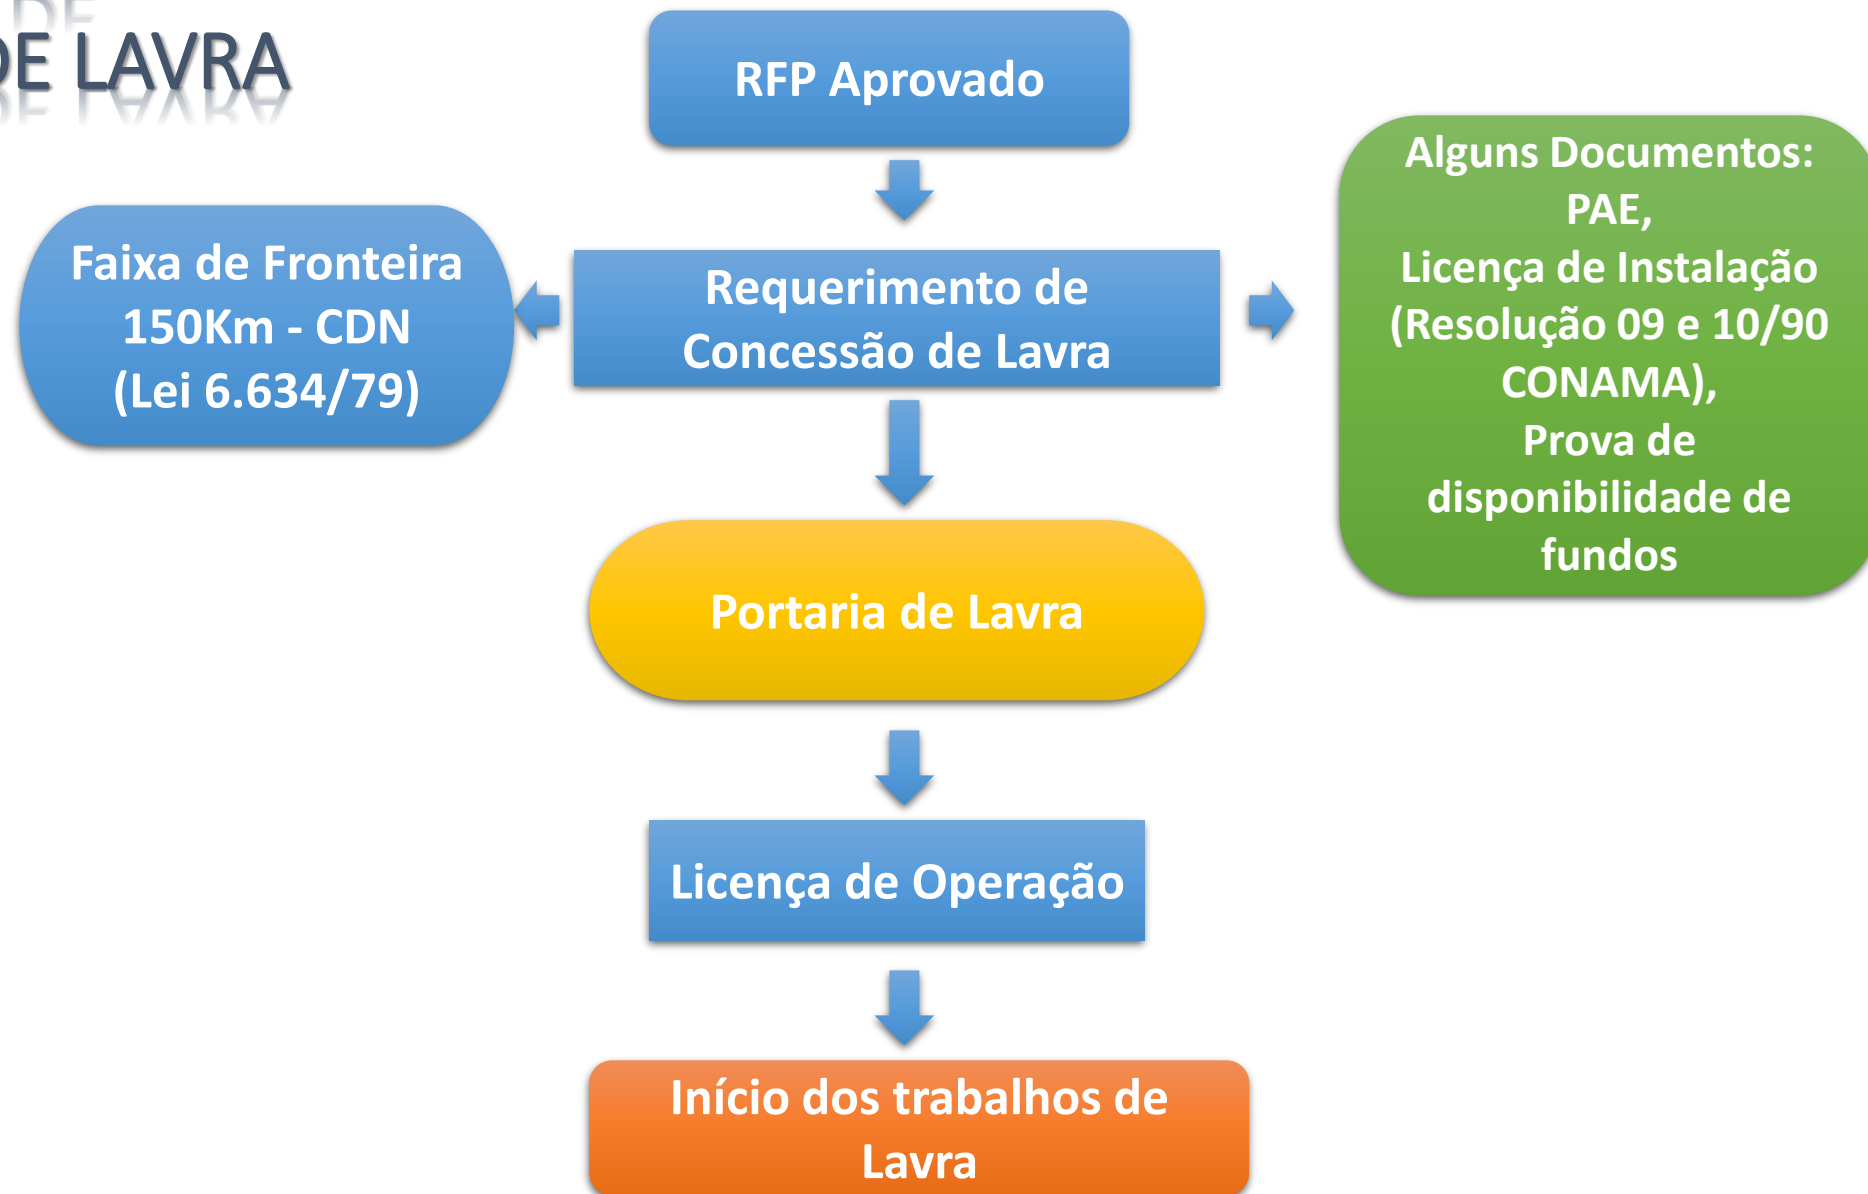 DE
DE LAVRA
RFP Aprovado
Faixa de Fronteira
150Km - CDN
(Lei 6.634/79)
Requerimento de
Concessão de Lavra
Alguns Documentos:
PAE,
Licença de Instalação
(Resolução 09 e 10/90
CONAMA),
Prova de
disponibilidade de
fundos
Portaria de Lavra
Licença de Operação
Início dos trabalhos de
Lavra